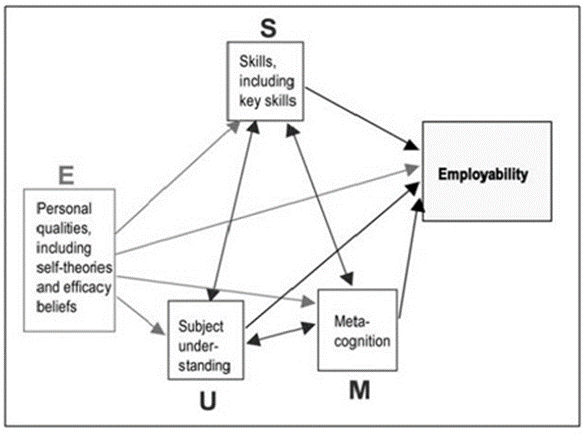 S
Skills,
including
key skills
Employability
E
Personal
qualities,
including
self-theories
and efficacy
beliefs
Subject
under-
standing
U
Meta-
cognition
M